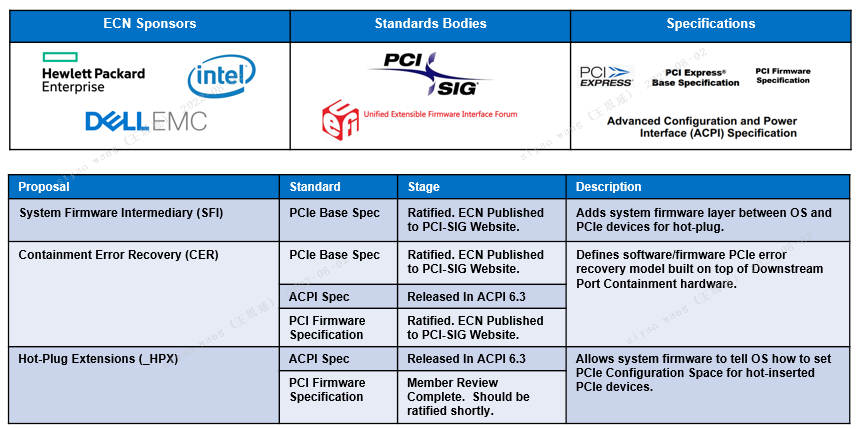 ECN Sponsors
Standards Bodies
Specifications
Hewlett Packard
Enterprise
intel
DELLEMC
PCI
SIG
UEFI
Unified Extensible Firmware Interface Forum
PCI
EXPRESS®
PCI Express®
Base Specification
PCI Firmware
Specification
Advanced Configuration and Power
Interface (ACPI) Specification
Proposal
Standard
Stage
Description
System Firmware Intermediary (SFI)
PCIe Base Spec
Ratified. ECN Published
to PCI-SIG Website.
Adds system firmware layer between OS and
PCIe devices for hot-plug.
Containment Error Recovery (CER)
PCIe Base Spec
Ratified. ECN Published
to PCI-SIG Website.
Defines software/firmware PCIe error
recovery model built on top of Downstream
Port Containment hardware.
ACPI Spec
Released In ACPI 6.3
PCI Firmware
Specification
Ratified. ECN Published
to PCI-SIG Website.
Hot-Plug Extensions (_HPX)
ACPI Spec
Released In ACPI 6.3
Allows system firmware to tell OS how to set
PCIe Configuration Space for hot-inserted
PCIe devices.
PCI Firmware
Specification
Member Review
Complete.  Should be
ratified shortly.